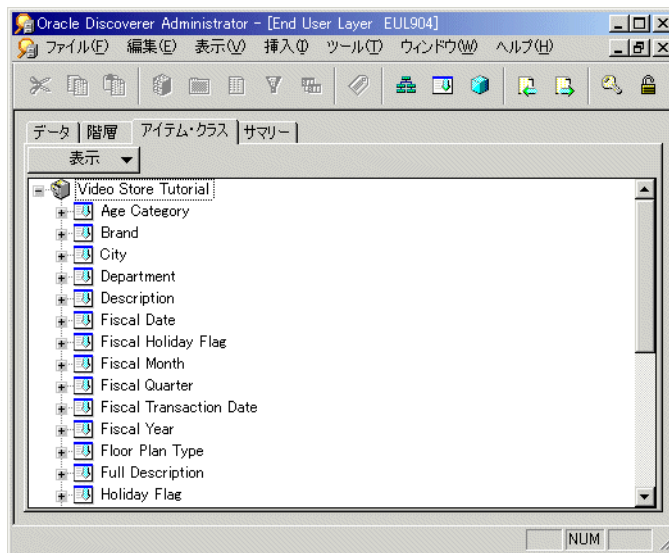 Oracle Discoverer Administrator - [End User Layer EUL904]
ファイル(F) 編集(E) 表示(V) 挿入(I) ツール(T) ウィンドウ(W) ヘルプ(H)
データ 階層 アイテム・クラス サマリー
表示
Video Store Tutorial
Age Category
Brand
City
Department
Description
Fiscal Date
Fiscal Holiday Flag
Fiscal Month
Fiscal Quarter
Fiscal Transaction Date
Fiscal Year
Floor Plan Type
Full Description
Holiday Flag
NUM